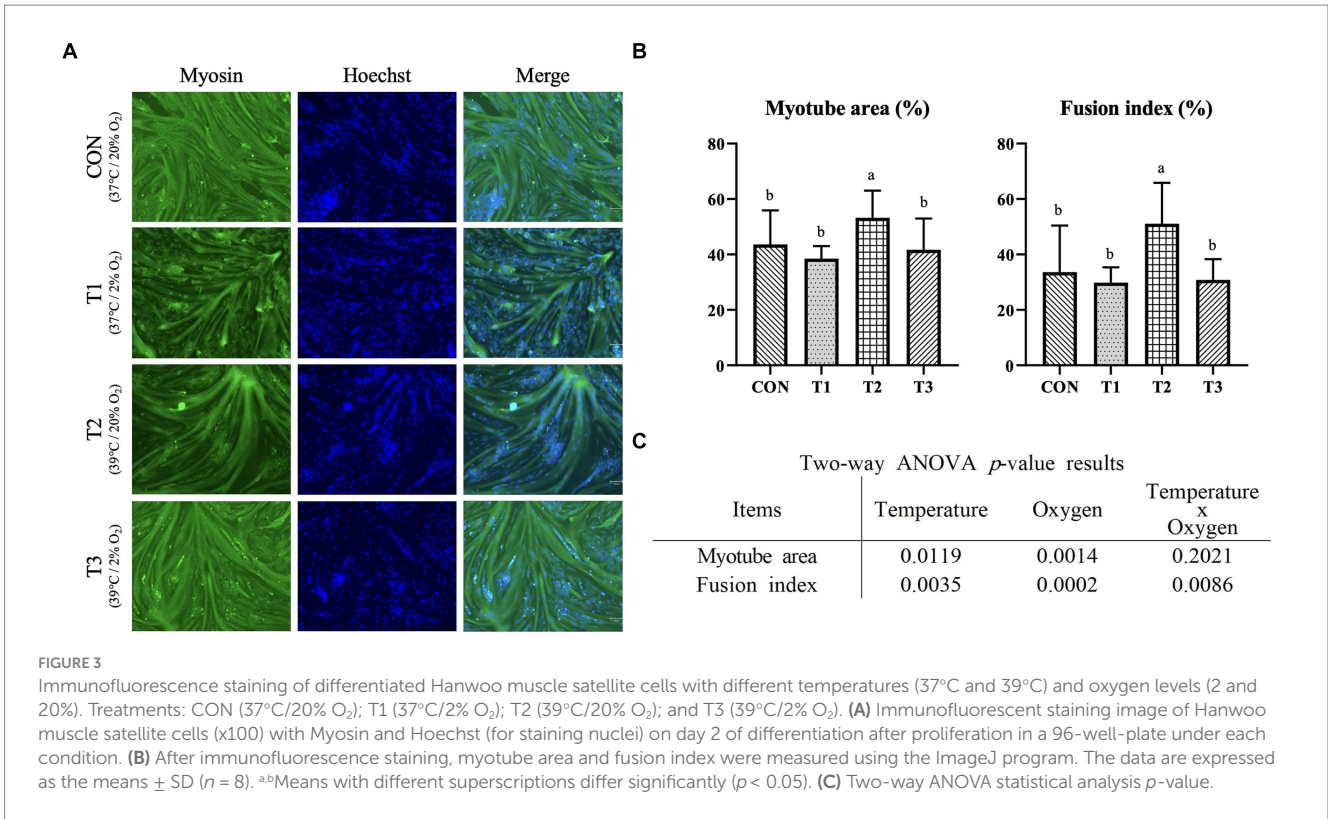 A
Myosin
Hoechst
Merge
CON
(37°C / 20% O₂)
T1
(37°C / 2% O₂)
T2
(39°C / 20% O₂)
T3
(39°C / 2% O₂)
B
Myotube area (%)
80
60
40
20
0
b
b
a
b
CON T1 T2 T3
Fusion index (%)
80
60
40
20
0
b
b
a
b
CON T1 T2 T3
C
Two-way ANOVA p-value results
Items Temperature Oxygen Temperature
x
Oxygen
Myotube area 0.0119 0.0014 0.2021
Fusion index 0.0035 0.0002 0.0086
FIGURE 3
Immunofluorescence staining of differentiated Hanwoo muscle satellite cells with different temperatures (37°C and 39°C) and oxygen levels (2 and
20%). Treatments: CON (37°C/20% O₂); T1 (37°C/2% O₂); T2 (39°C/20% O₂); and T3 (39°C/2% O₂). (A) Immunofluorescent staining image of Hanwoo
muscle satellite cells (x100) with Myosin and Hoechst (for staining nuclei) on day 2 of differentiation after proliferation in a 96-well-plate under each
condition. (B) After immunofluorescence staining, myotube area and fusion index were measured using the ImageJ program. The data are expressed
as the means ± SD (n = 8). ᵃ,ᵇMeans with different superscriptions differ significantly (p < 0.05). (C) Two-way ANOVA statistical analysis p-value.